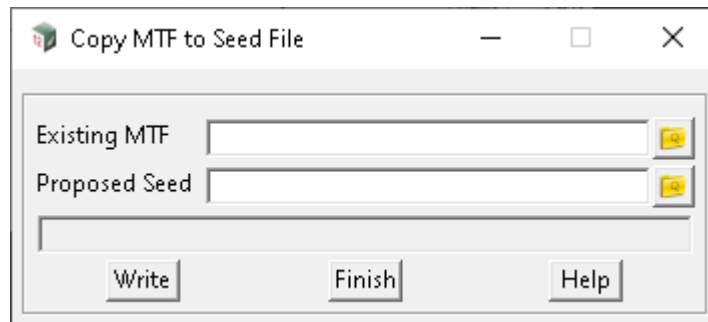 Copy MTF to Seed File
Existing MTF
Proposed Seed
Write Finish Help